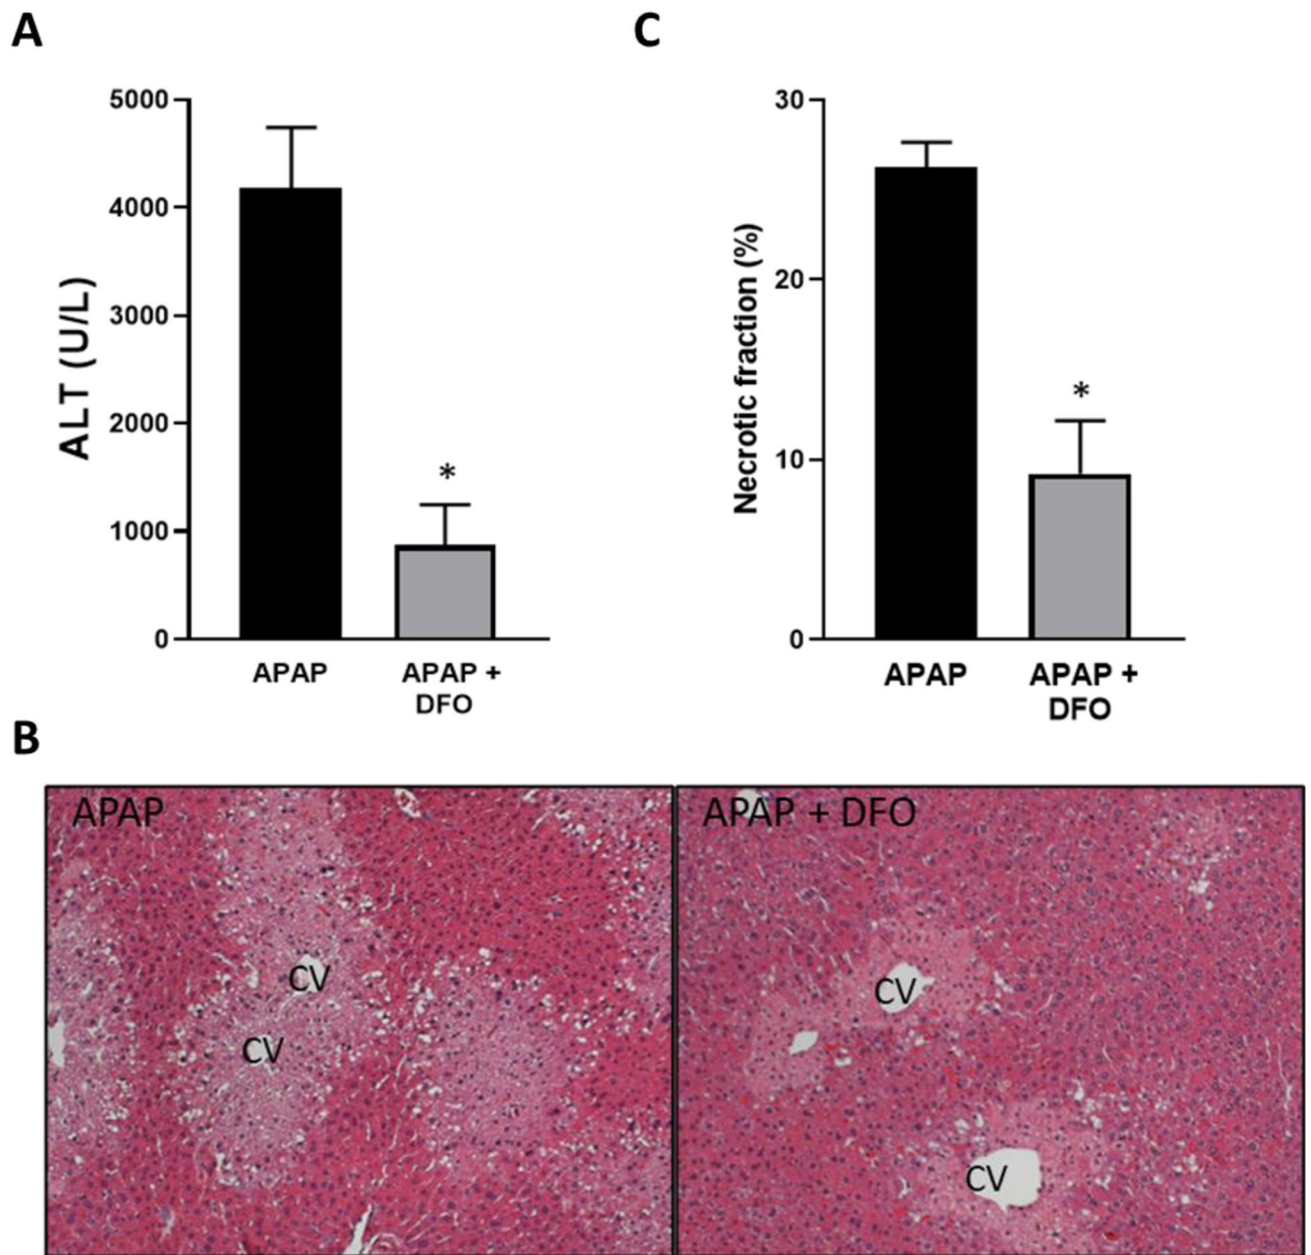 A
5000
4000
3000
2000
1000
0
ALT (U/L)
*
APAP
APAP +
DFO
C
30
20
10
0
Necrotic fraction (%)
*
APAP
APAP +
DFO
B
APAP
CV
CV
APAP + DFO
CV
CV